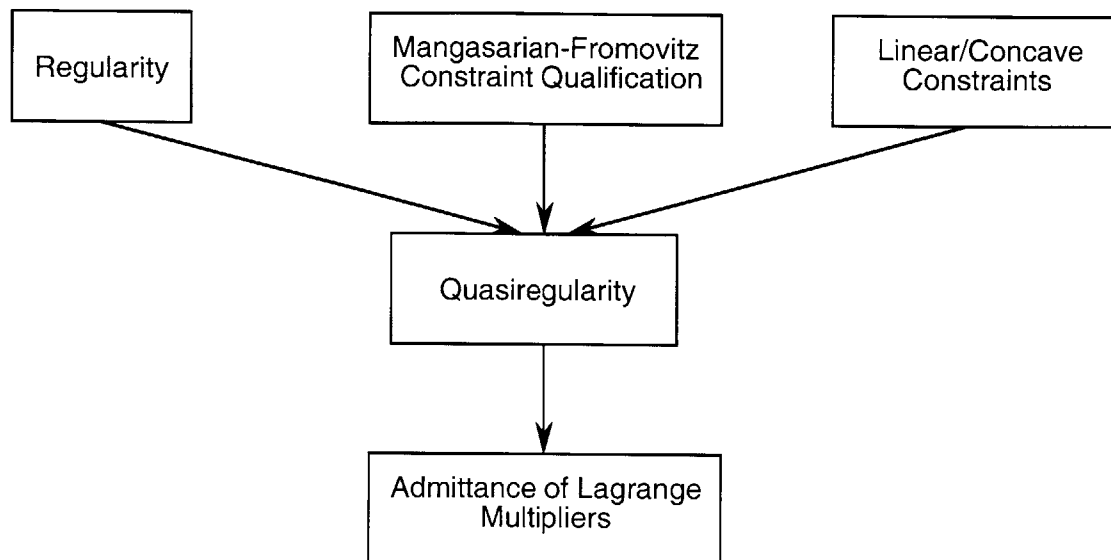 Regularity
Mangasarian-Fromovitz
Constraint Qualification
Linear/Concave
Constraints
Quasiregularity
Admittance of Lagrange
Multipliers